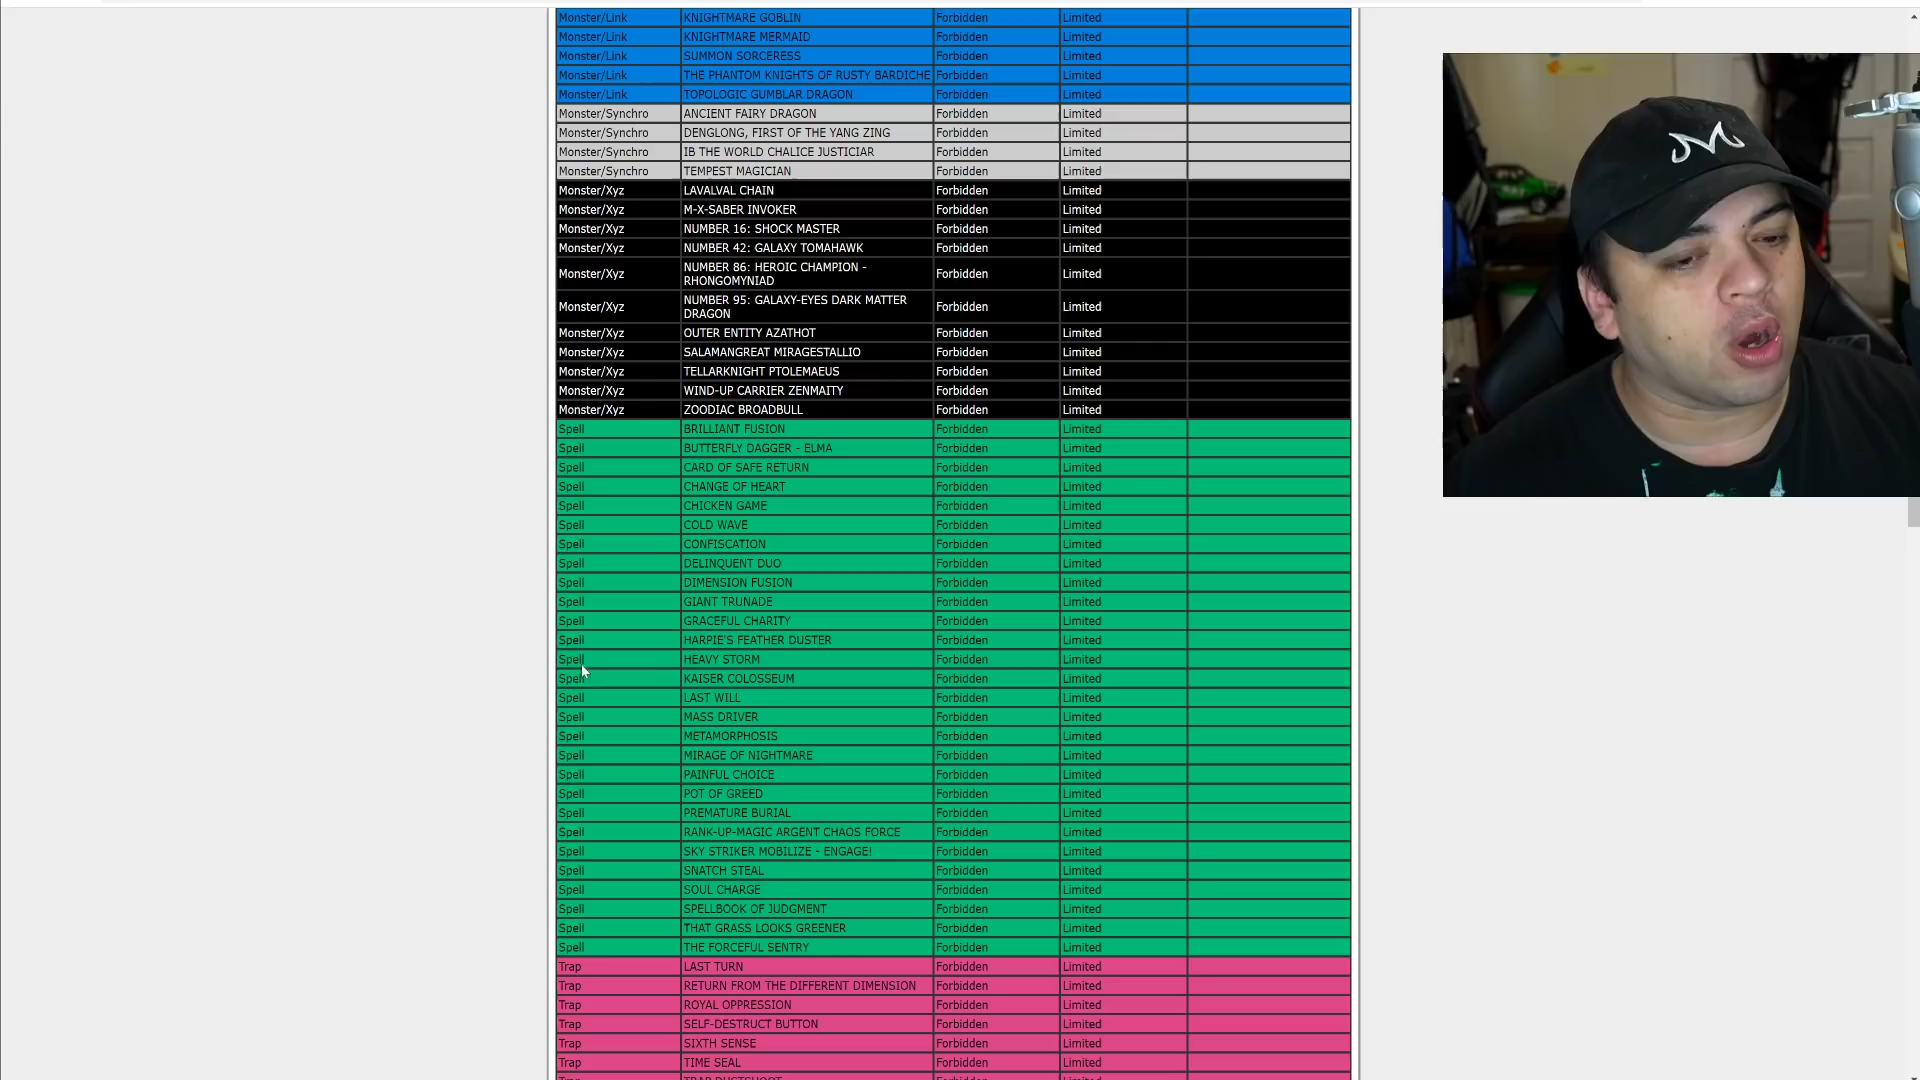 Monster/Link KNIGHTMARE GOBLIN Forbidden Limited
Monster/Link KNIGHTMARE MERMAID Forbidden Limited
Monster/Link SUMMON SORCERESS Forbidden Limited
Monster/Link THE PHANTOM KNIGHTS OF RUSTY BARDICHE Forbidden Limited
Monster/Link TOPOLOGIC GUMBLAR DRAGON Forbidden Limited
Monster/Synchro ANCIENT FAIRY DRAGON Forbidden Limited
Monster/Synchro DENGLONG, FIRST OF THE YANG ZING Forbidden Limited
Monster/Synchro IB THE WORLD CHALICE JUSTICIAR Forbidden Limited
Monster/Synchro TEMPEST MAGICIAN Forbidden Limited
Monster/Xyz LAVALVAL CHAIN Forbidden Limited
Monster/Xyz M-X-SABER INVOKER Forbidden Limited
Monster/Xyz NUMBER 16: SHOCK MASTER Forbidden Limited
Monster/Xyz NUMBER 42: GALAXY TOMAHAWK Forbidden Limited
Monster/Xyz NUMBER 86: HEROIC CHAMPION - Forbidden Limited
RHONGOMYNIAD
Monster/Xyz NUMBER 95: GALAXY-EYES DARK MATTER Forbidden Limited
DRAGON
Monster/Xyz OUTER ENTITY AZATHOT Forbidden Limited
Monster/Xyz SALAMANGREAT MIRAGESTALLIO Forbidden Limited
Monster/Xyz TELLARKNIGHT PTOLEMAEUS Forbidden Limited
Monster/Xyz WIND-UP CARRIER ZENMAITY Forbidden Limited
Monster/Xyz ZOODIAC BROADBULL Forbidden Limited
Spell BRILLIANT FUSION Forbidden Limited
Spell BUTTERFLY DAGGER - ELMA Forbidden Limited
Spell CARD OF SAFE RETURN Forbidden Limited
Spell CHANGE OF HEART Forbidden Limited
Spell CHICKEN GAME Forbidden Limited
Spell COLD WAVE Forbidden Limited
Spell CONFISCATION Forbidden Limited
Spell DELINQUENT DUO Forbidden Limited
Spell DIMENSION FUSION Forbidden Limited
Spell GIANT TRUNADE Forbidden Limited
Spell GRACEFUL CHARITY Forbidden Limited
Spell HARPIE'S FEATHER DUSTER Forbidden Limited
Spell HEAVY STORM Forbidden Limited
Spell KAISER COLOSSEUM Forbidden Limited
Spell LAST WILL Forbidden Limited
Spell MASS DRIVER Forbidden Limited
Spell METAMORPHOSIS Forbidden Limited
Spell MIRAGE OF NIGHTMARE Forbidden Limited
Spell PAINFUL CHOICE Forbidden Limited
Spell POT OF GREED Forbidden Limited
Spell PREMATURE BURIAL Forbidden Limited
Spell RANK-UP-MAGIC ARGENT CHAOS FORCE Forbidden Limited
Spell SKY STRIKER MOBILIZE - ENGAGE! Forbidden Limited
Spell SNATCH STEAL Forbidden Limited
Spell SOUL CHARGE Forbidden Limited
Spell SPELLBOOK OF JUDGMENT Forbidden Limited
Spell THAT GRASS LOOKS GREENER Forbidden Limited
Spell THE FORCEFUL SENTRY Forbidden Limited
Trap LAST TURN Forbidden Limited
Trap RETURN FROM THE DIFFERENT DIMENSION Forbidden Limited
Trap ROYAL OPPRESSION Forbidden Limited
Trap SELF-DESTRUCT BUTTON Forbidden Limited
Trap SIXTH SENSE Forbidden Limited
Trap TIME SEAL Forbidden Limited